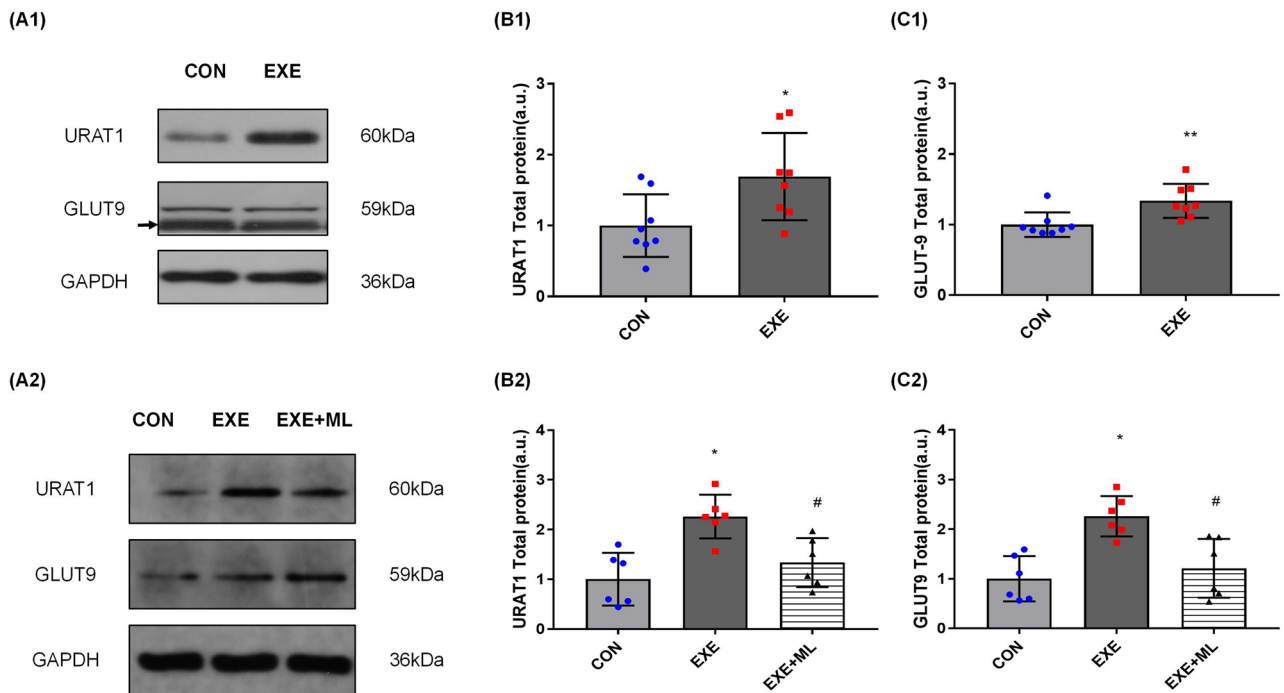 (A1)
CON EXE
URAT1 60kDa
GLUT9 59kDa
GAPDH 36kDa
(B1)
URAT1 Total protein(a.u.)
3
2
1
0
*
CON
EXE
(C1)
GLUT-9 Total protein(a.u.)
3
2
1
0
**
CON
EXE
(A2)
CON EXE EXE+ML
URAT1 60kDa
GLUT9 59kDa
GAPDH 36kDa
(B2)
URAT1 Total protein(a.u.)
4
3
2
1
0
*
#
CON
EXE
EXE+ML
(C2)
GLUT9 Total protein(a.u.)
4
3
2
1
0
*
#
CON
EXE
EXE+ML